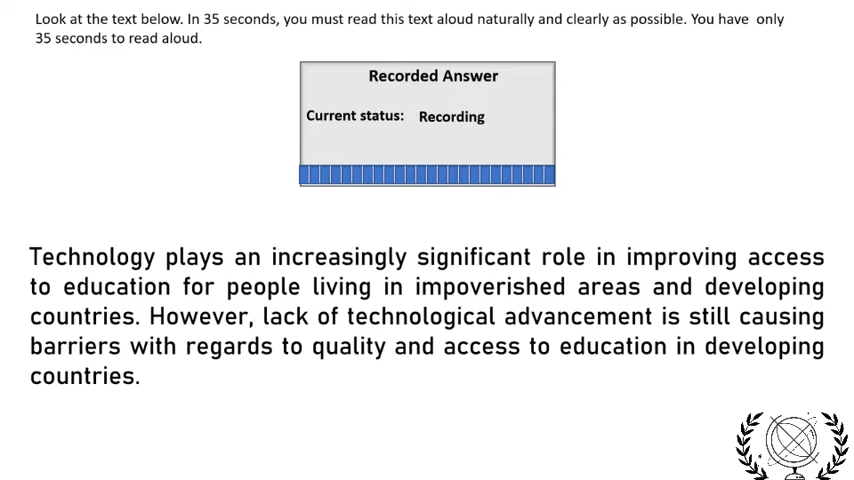 Look at the text below. In 35 seconds, you must read this text aloud naturally and clearly as possible. You have only
35 seconds to read aloud.
Recorded Answer
Current status: Recording
Technology plays an increasingly significant role in improving access
to education for people living in impoverished areas and developing
countries. However, lack of technological advancement is still causing
barriers with regards to quality and access to education in developing
countries.